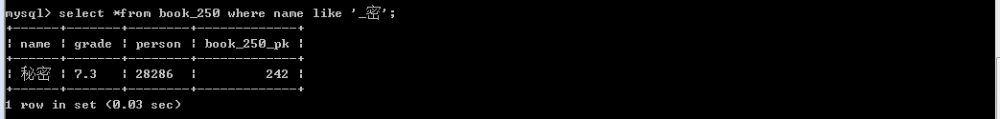 mysql> select *from book_250 where name like '_密';
+------+-------+--------+-------------+
| name | grade | person | book_250_pk |
+------+-------+--------+-------------+
| 秘密 | 7.3 | 28286 | 242 |
+------+-------+--------+-------------+
1 row in set (0.03 sec)